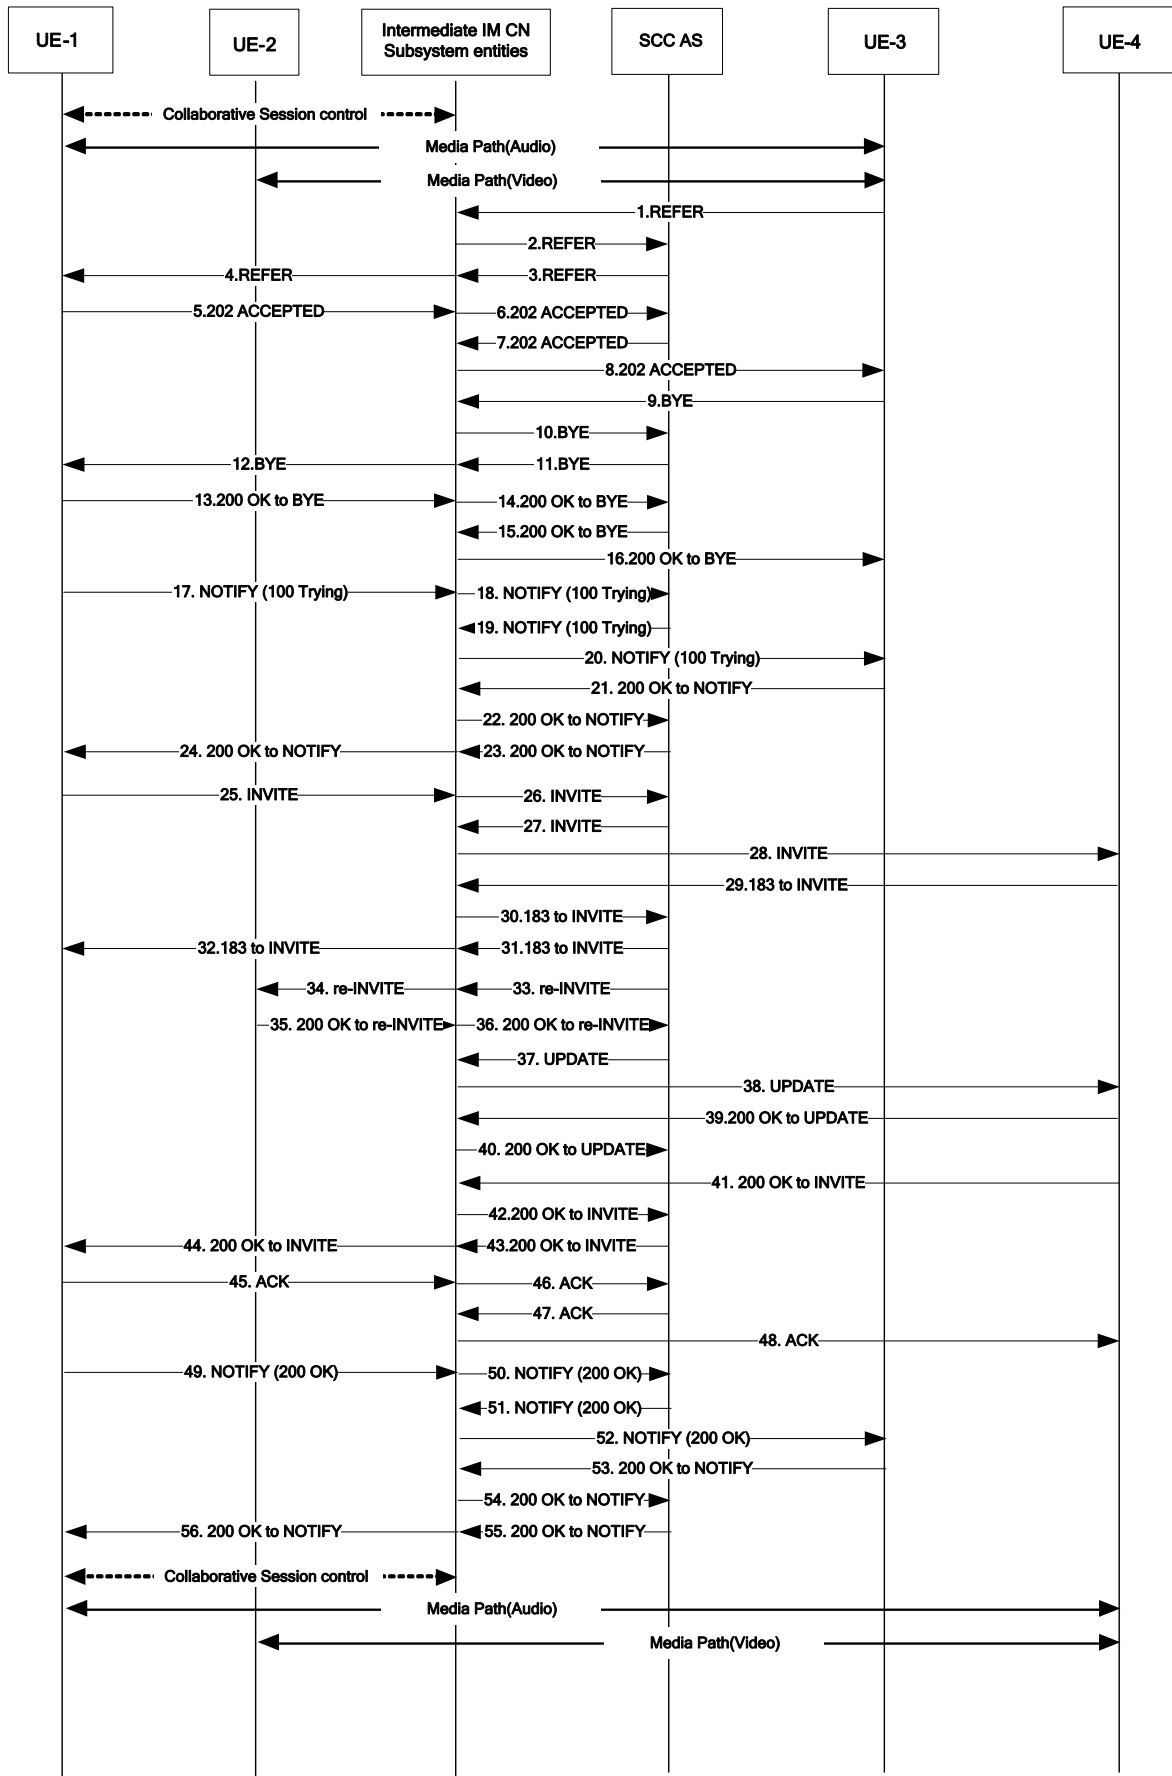 UE-1
UE-2
Intermediate IM CN
Subsystem entities
SCC AS
UE-3
UE-4
Collaborative Session control
Media Path(Audio)
Media Path(Video)
1.REFER
2.REFER
4.REFER
3.REFER
5.202 ACCEPTED
6.202 ACCEPTED
7.202 ACCEPTED
8.202 ACCEPTED
9.BYE
10.BYE
12.BYE
11.BYE
13.200 OK to BYE
14.200 OK to BYE
15.200 OK to BYE
16.200 OK to BYE
17. NOTIFY (100 Trying)
18. NOTIFY (100 Trying)
19. NOTIFY (100 Trying)
20. NOTIFY (100 Trying)
21. 200 OK to NOTIFY
22. 200 OK to NOTIFY
24. 200 OK to NOTIFY
23. 200 OK to NOTIFY
25. INVITE
26. INVITE
27. INVITE
28. INVITE
29.183 to INVITE
30.183 to INVITE
32.183 to INVITE
31.183 to INVITE
34. re-INVITE
33. re-INVITE
35. 200 OK to re-INVITE
36. 200 OK to re-INVITE
37. UPDATE
38. UPDATE
39.200 OK to UPDATE
40. 200 OK to UPDATE
41. 200 OK to INVITE
42.200 OK to INVITE
44. 200 OK to INVITE
43.200 OK to INVITE
45. ACK
46. ACK
47. ACK
48. ACK
49. NOTIFY (200 OK)
50. NOTIFY (200 OK)
51. NOTIFY (200 OK)
52. NOTIFY (200 OK)
53. 200 OK to NOTIFY
54. 200 OK to NOTIFY
56. 200 OK to NOTIFY
55. 200 OK to NOTIFY
Collaborative Session control
Media Path(Audio)
Media Path(Video)